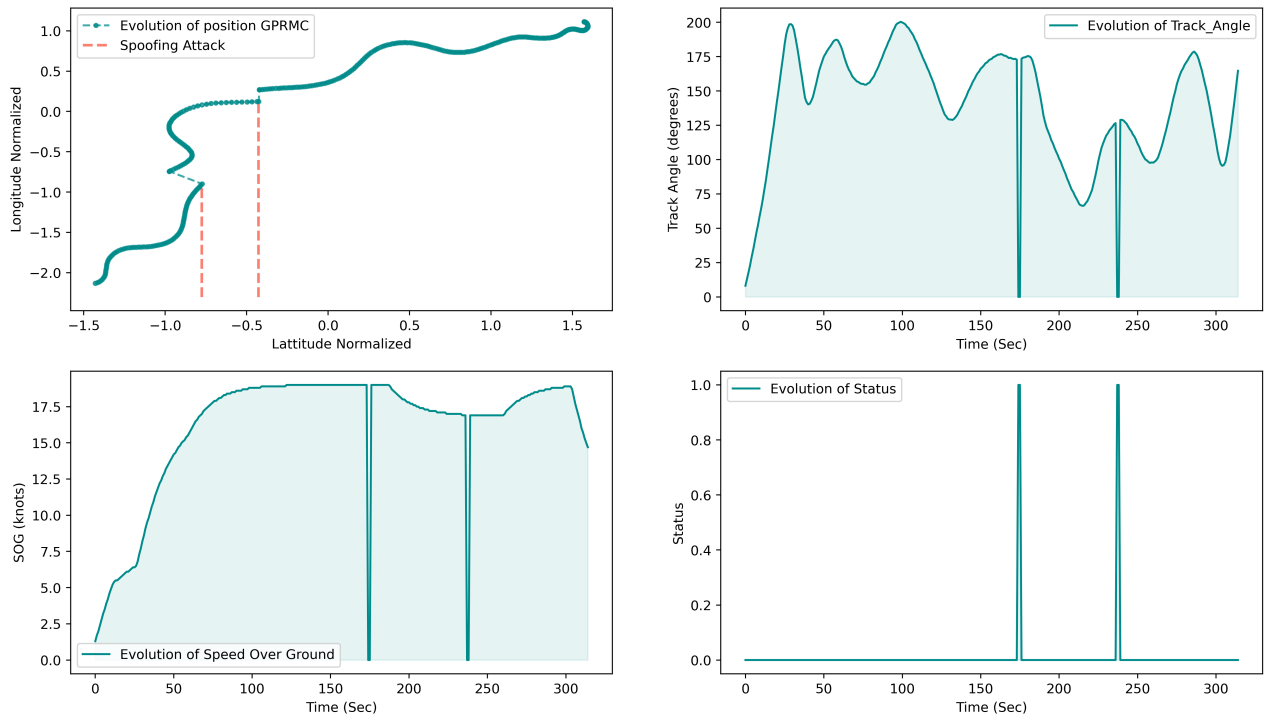 Evolution of position GPRMC
Spoofing Attack
1.0
0.5
0.0
−0.5
−1.0
−1.5
−2.0
Longitude Normalized
−1.5 −1.0 −0.5 0.0 0.5 1.0 1.5
Lattitude Normalized
Evolution of Track_Angle
200
175
150
125
100
75
50
25
0
Track Angle (degrees)
0 50 100 150 200 250 300
Time (Sec)
17.5
15.0
12.5
10.0
7.5
5.0
2.5
0.0
SOG (knots)
Evolution of Speed Over Ground
0 50 100 150 200 250 300
Time (Sec)
Evolution of Status
1.0
0.8
0.6
0.4
0.2
0.0
Status
0 50 100 150 200 250 300
Time (Sec)